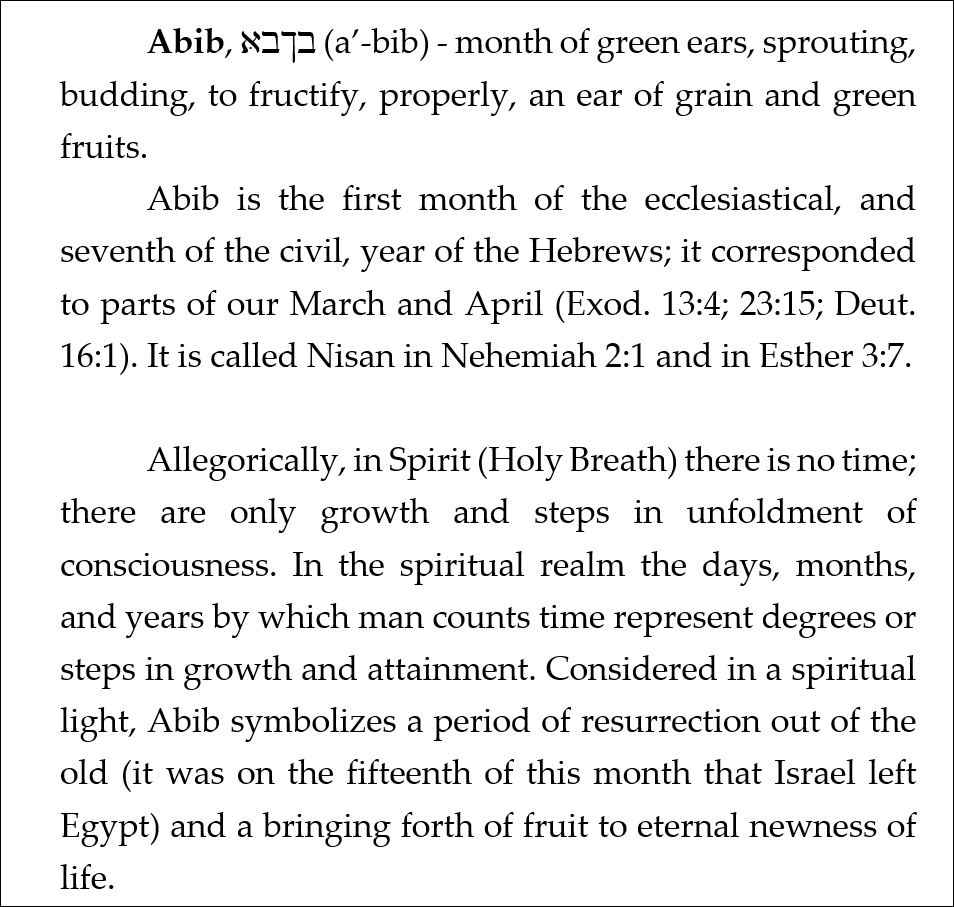 Abib, בךבא (a’-bib) - month of green ears, sprouting,
budding, to fructify, properly, an ear of grain and green
fruits.
Abib is the first month of the ecclesiastical, and
seventh of the civil, year of the Hebrews; it corresponded
to parts of our March and April (Exod. 13:4; 23:15; Deut.
16:1). It is called Nisan in Nehemiah 2:1 and in Esther 3:7.
Allegorically, in Spirit (Holy Breath) there is no time;
there are only growth and steps in unfoldment of
consciousness. In the spiritual realm the days, months,
and years by which man counts time represent degrees or
steps in growth and attainment. Considered in a spiritual
light, Abib symbolizes a period of resurrection out of the
old (it was on the fifteenth of this month that Israel left
Egypt) and a bringing forth of fruit to eternal newness of
life.